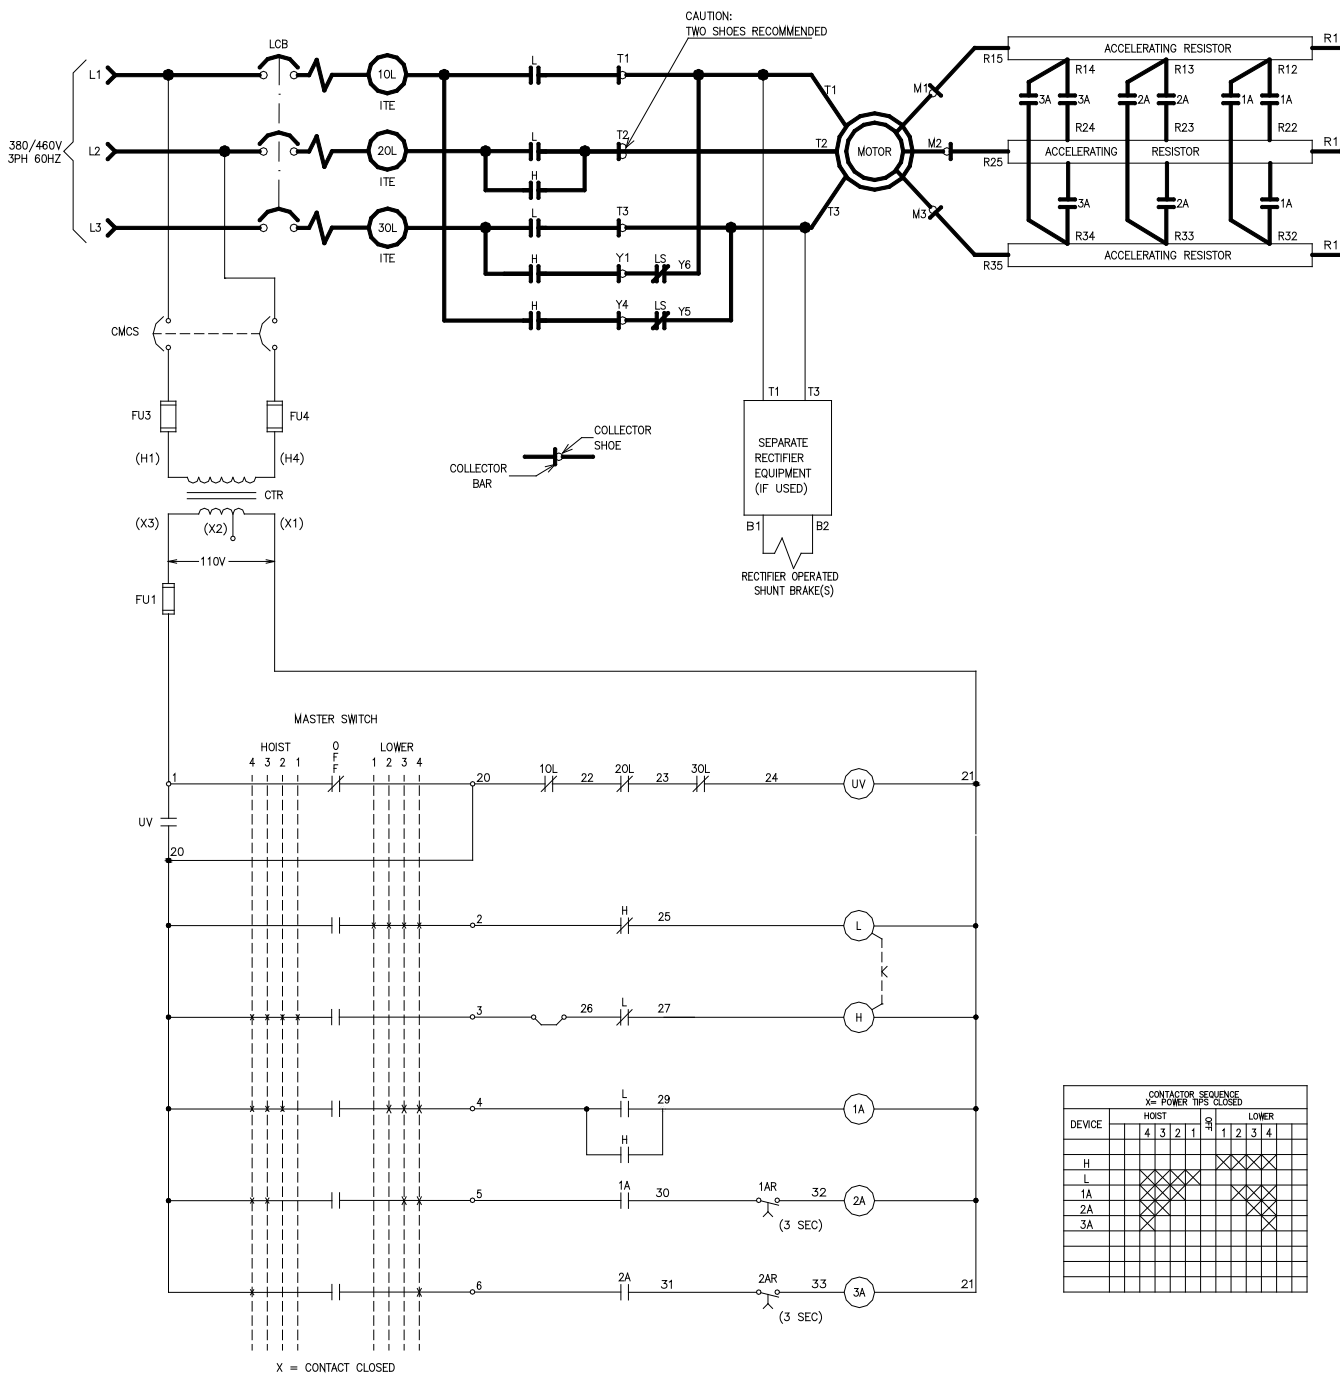 CAUTION:
TWO SHOES RECOMMENDED
LCB
L1
10L
ITE
L
T1
T1
M1
R15
ACCELERATING RESISTOR
R1
R14
R13
R12
3A
3A
2A
2A
1A
1A
R24
R23
R22
380/460V
3PH 60HZ
L2
20L
ITE
L
T2
H
T2
MOTOR
M2
R25
ACCELERATING RESISTOR
R1
3A
2A
1A
L3
30L
ITE
L
T3
T3
M3
R34
R33
R32
R35
ACCELERATING RESISTOR
R1
H
Y1
LS
Y6
H
Y4
LS
Y5
CMCS
FU3
FU4
(H1)
(H4)
CTR
(X3)
(X2)
(X1)
110V
FU1
COLLECTOR
SHOE
COLLECTOR
BAR
T1
T3
SEPARATE
RECTIFIER
EQUIPMENT
(IF USED)
B1
B2
RECTIFIER OPERATED
SHUNT BRAKE(S)
MASTER SWITCH
HOIST
OFF
LOWER
4 3 2 1
1 2 3 4
1
20
10L
22
20L
23
30L
24
UV
21
UV
20
2
H
25
L
K
3
26
L
27
H
4
L
29
1A
H
5
1A
30
1AR
32
2A
(3 SEC)
6
2A
31
2AR
33
3A
21
(3 SEC)
X = CONTACT CLOSED
CONTACTOR SEQUENCE
X= POWER TIPS CLOSED
DEVICE
HOIST
OFF
LOWER
4 3 2 1
1 2 3 4
H
L
1A
2A
3A